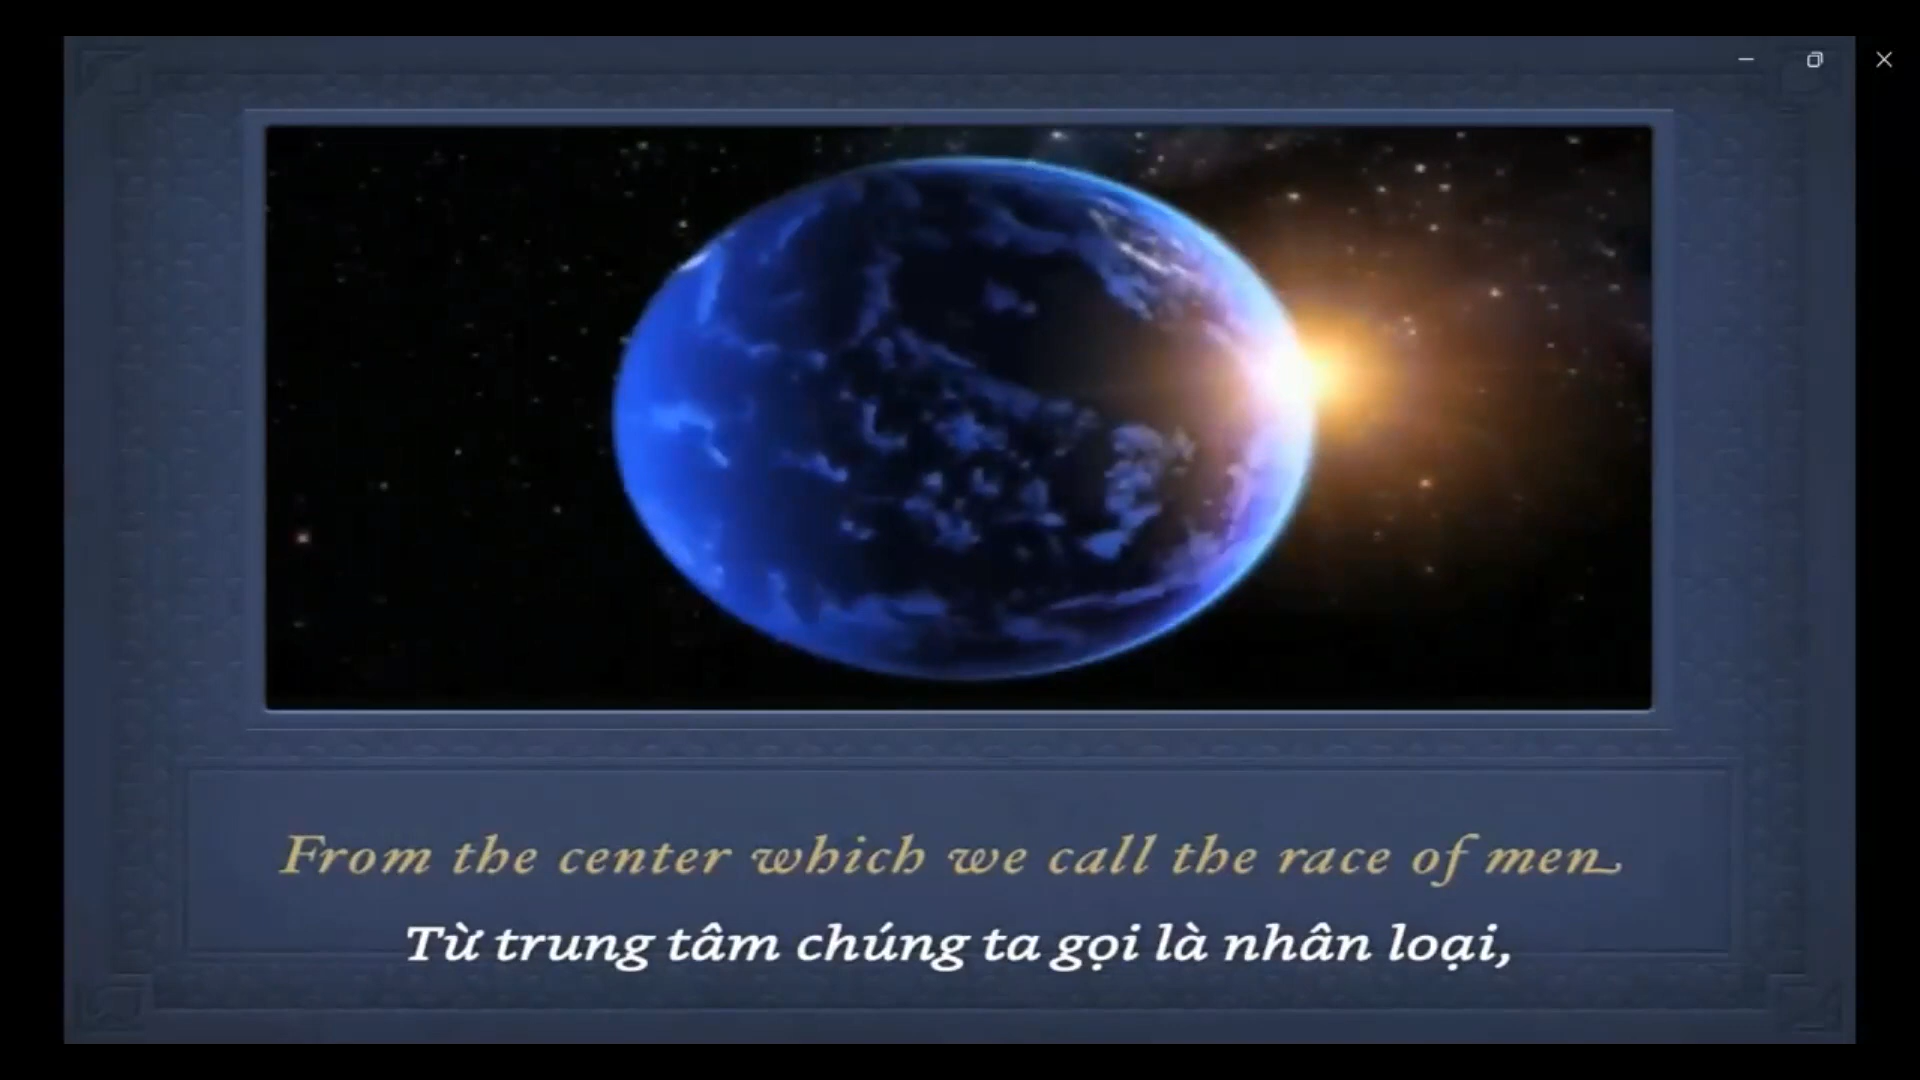 From the center which we call the race of men
Từ trung tâm chúng ta gọi là nhân loại,